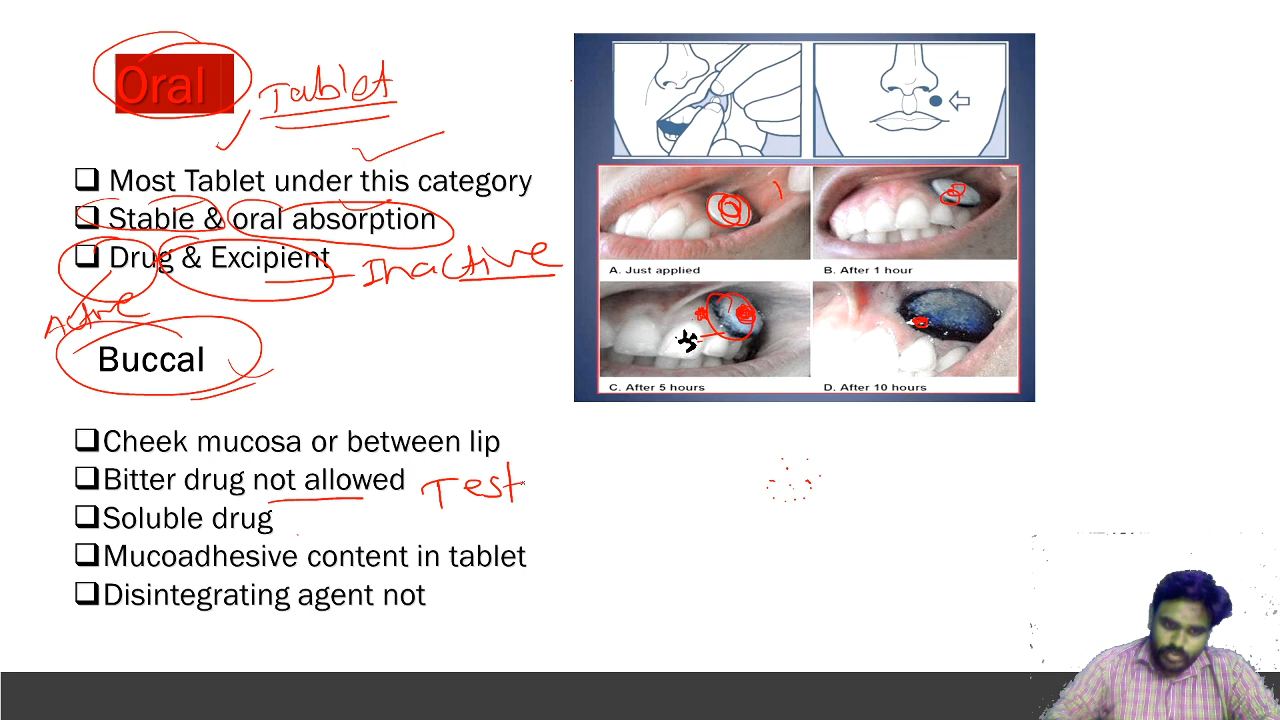 Oral
Tablet
Most Tablet under this category
Stable & oral absorption
Drug & Excipient
Inactive
Active
Buccal
Cheek mucosa or between lip
Bitter drug not allowed
Test
Soluble drug
Mucoadhesive content in tablet
Disintegrating agent not
A. Just applied
B. After 1 hour
C. After 5 hours
D. After 10 hours